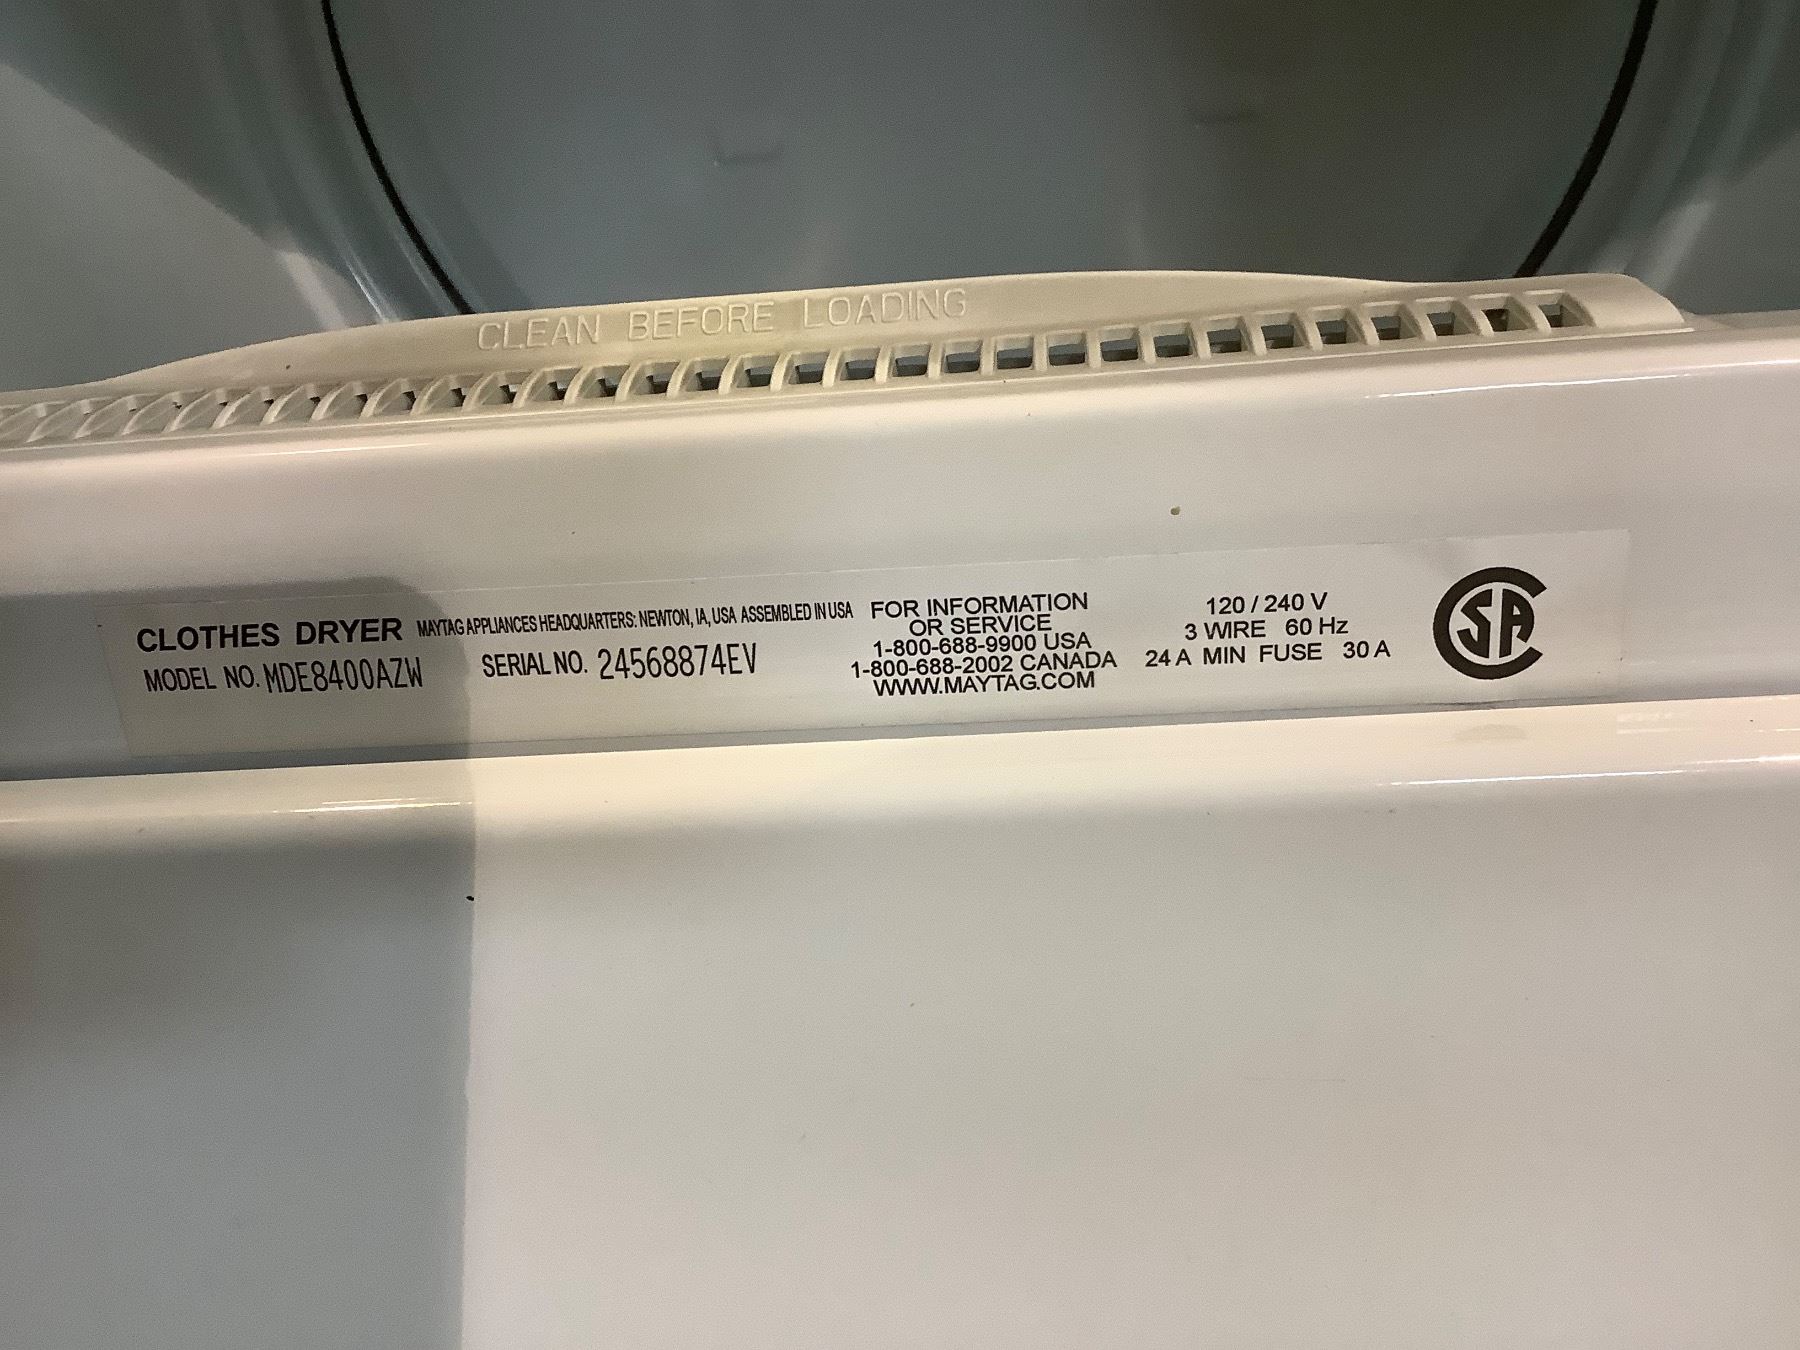 CLEAN BEFORE LOADING
CLOTHES DRYER MAYTAG APPLIANCES HEADQUARTERS: NEWTON, IA, USA ASSEMBLED IN USA
MODEL NO. MDE8400AZW SERIAL NO. 24568874EV
FOR INFORMATION
OR SERVICE
1-800-688-9900 USA
1-800-688-2002 CANADA
WWW.MAYTAG.COM
120 / 240 V
3 WIRE 60 Hz
24 A MIN FUSE 30 A
SA